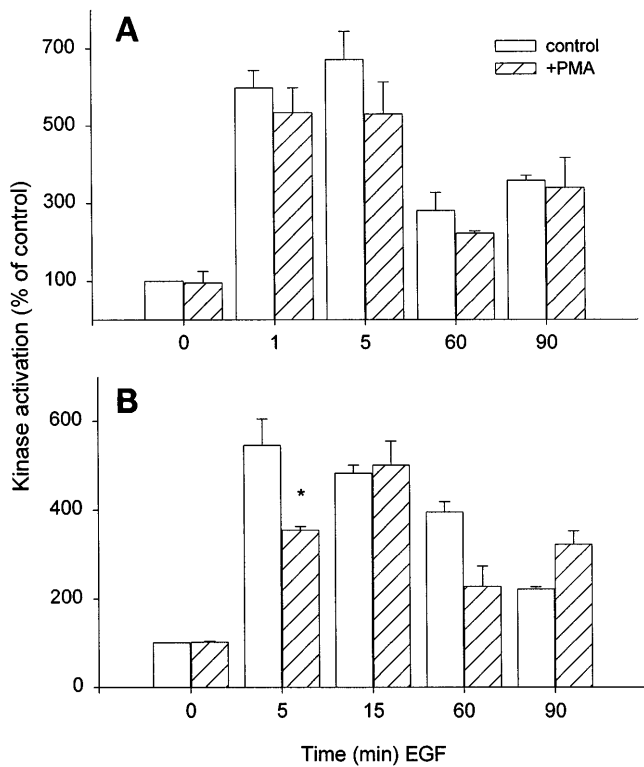 A
control
+PMA
700
500
300
100
0 1 5 60 90
Kinase activation (% of control)
B
600
400
200
0
*
0 5 15 60 90
Time (min) EGF